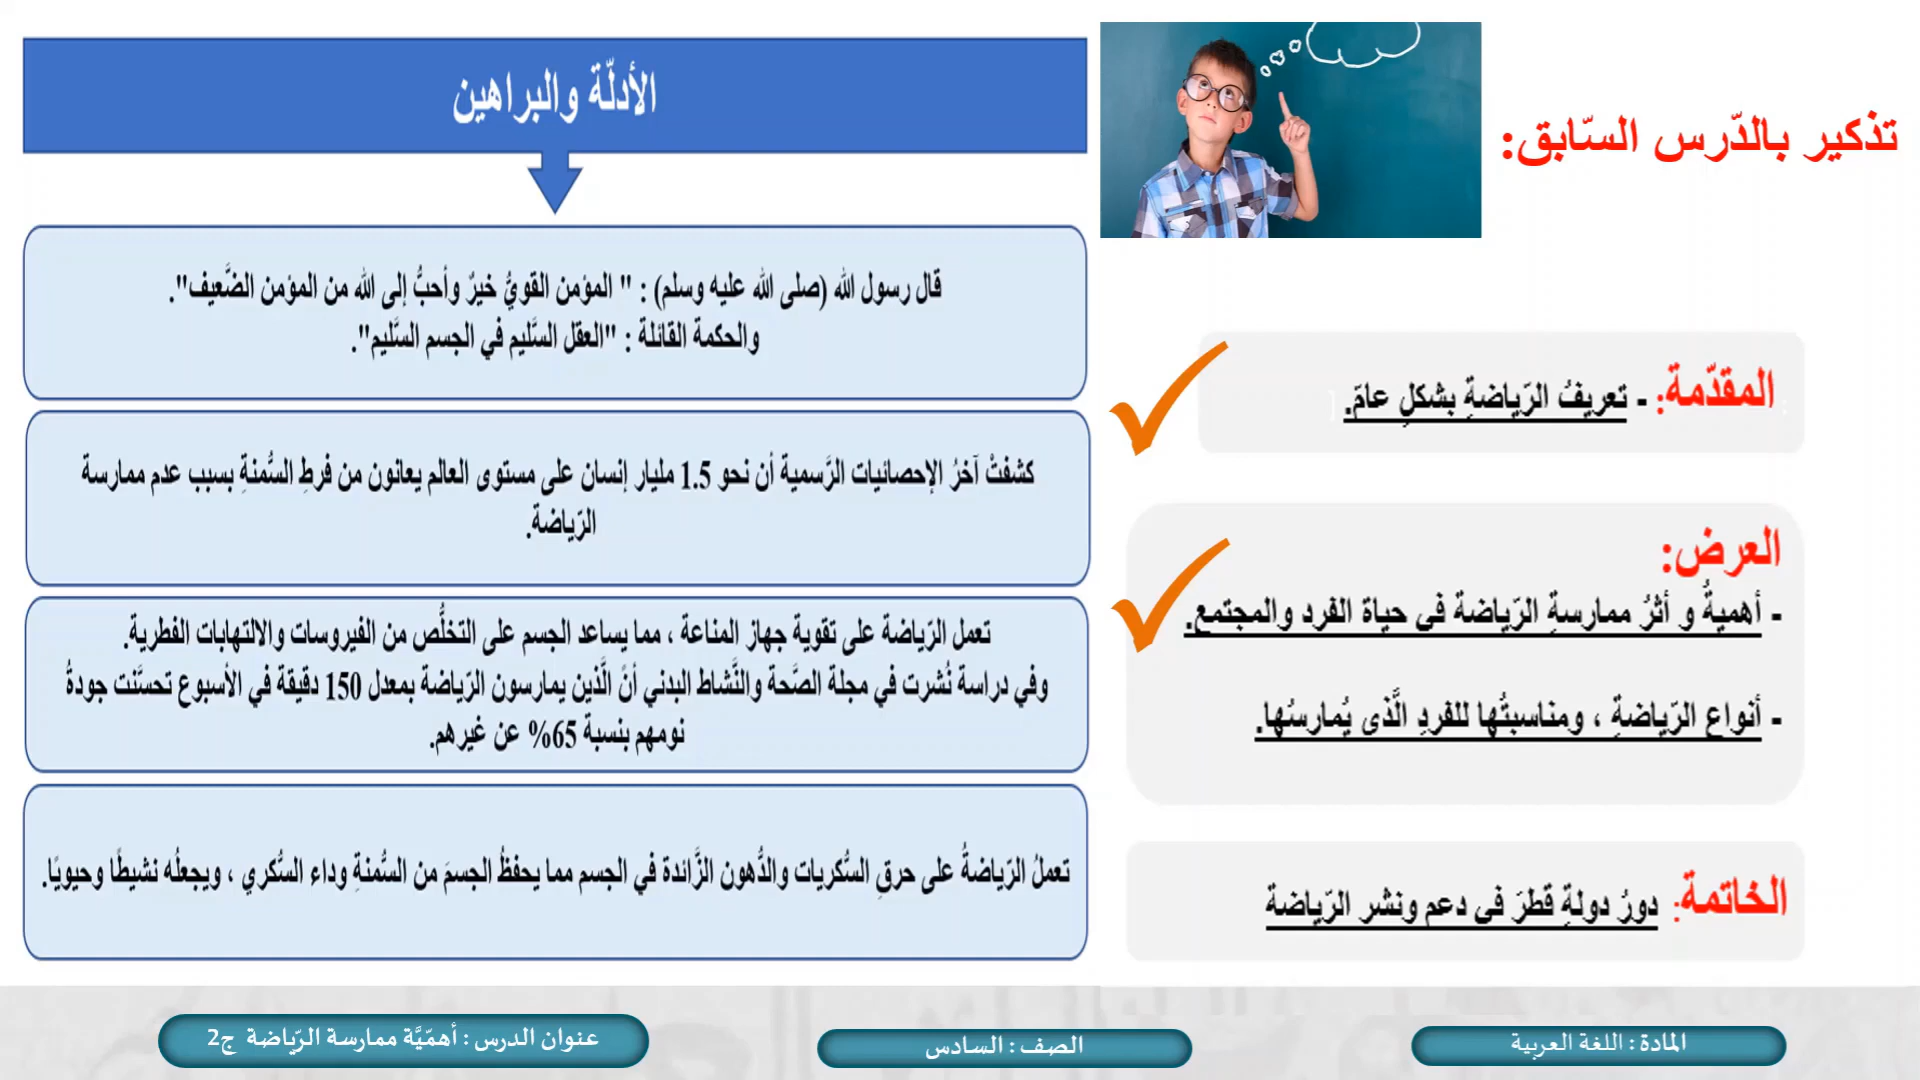 تذكير بالدّرس السّابق:
المقدّمة: - تعريفُ الرّياضةِ بشكلٍ عامّ.
العرض:
- أهميةُ و أثرُ ممارسةِ الرّياضة في حياة الفرد والمجتمع.
- أنواع الرّياضةِ ، ومناسبتُها للفردِ الَّذى يُمارسُها.
الخاتمة: دورُ دولةِ قطرَ في دعم ونشر الرّياضة
الأدلّة والبراهين
قال رسول الله (صلى الله عليه وسلم) : " المؤمن القويُّ خيرٌ وأحبُّ إلى الله من المؤمن الضَّعيف".
والحكمة القائلة : "العقل السَّليم في الجسم السَّليم".
كشفتْ آخرُ الإحصائيات الرَّسمية أن نحو 1.5 مليار إنسان على مستوى العالم يعانون من فرطِ السُّمنةِ بسبب عدم ممارسة
الرّياضة.
تعمل الرّياضة على تقوية جهاز المناعة ، مما يساعد الجسم على التخلُّص من الفيروسات والالتهابات الفطرية.
وفي دراسة نُشرت في مجلة الصَّحة والنَّشاط البدني أنَّ الَّذين يمارسون الرّياضة بمعدل 150 دقيقة في الأسبوع تحسَّنت جودةُ
نومهم بنسبة 65% عن غيرهم.
تعملُ الرّياضةُ على حرقِ السُّكريات والدُّهون الزَّائدة في الجسم مما يحفظُ الجسمَ من السُّمنةِ وداء السُّكري ، ويجعلُه نشيطًا وحيويًا.
المادة : اللغة العربية
الصف : السادس
عنوان الدرس : أهمّيَّة ممارسة الرّياضة ج2